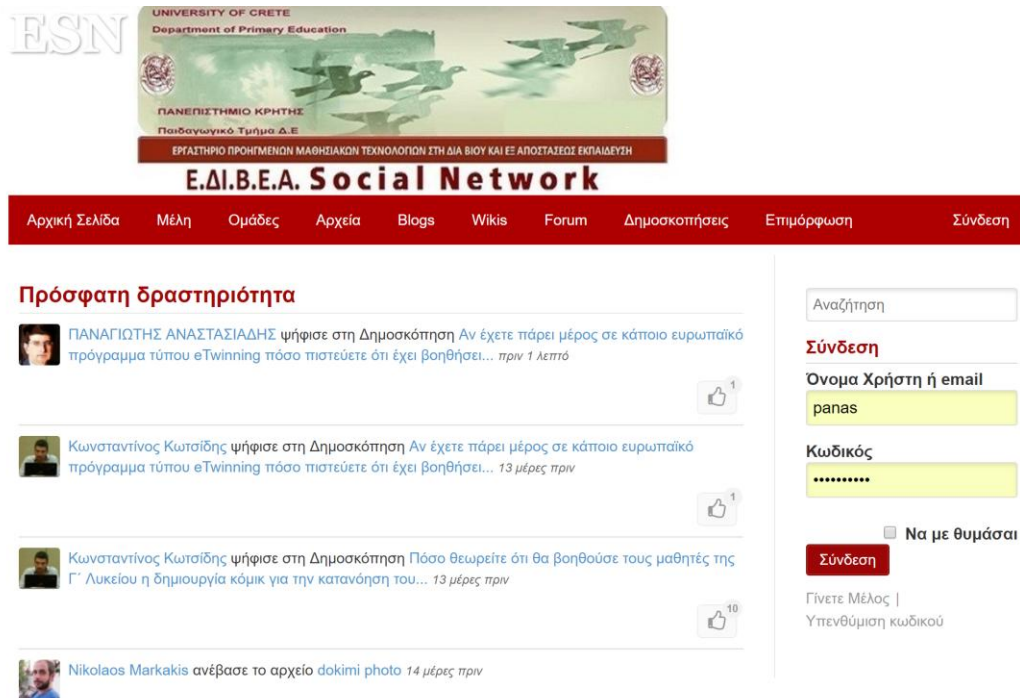 ESN
UNIVERSITY OF CRETE
Department of Primary Education
ΠΑΝΕΠΙΣΤΗΜΙΟ ΚΡΗΤΗΣ
Παιδαγωγικό Τμήμα Δ.Ε
ΕΡΓΑΣΤΗΡΙΟ ΠΡΟΗΓΜΕΝΩΝ ΜΑΘΗΣΙΑΚΩΝ ΤΕΧΝΟΛΟΓΙΩΝ ΣΤΗ ΔΙΑ ΒΙΟΥ ΚΑΙ ΕΞ ΑΠΟΣΤΑΣΕΩΣ ΕΚΠΑΙΔΕΥΣΗ
Ε.ΔΙ.Β.Ε.Α. Social Network
Αρχική Σελίδα Μέλη Ομάδες Αρχεία Blogs Wikis Forum Δημοσκοπήσεις Επιμόρφωση Σύνδεση
Πρόσφατη δραστηριότητα
ΠΑΝΑΓΙΩΤΗΣ ΑΝΑΣΤΑΣΙΑΔΗΣ ψήφισε στη Δημοσκόπηση Αν έχετε πάρει μέρος σε κάποιο ευρωπαϊκό
πρόγραμμα τύπου eTwinning πόσο πιστεύετε ότι έχει βοηθήσει... πριν 1 λεπτό
1
Κωνσταντίνος Κωτσίδης ψήφισε στη Δημοσκόπηση Αν έχετε πάρει μέρος σε κάποιο ευρωπαϊκό
πρόγραμμα τύπου eTwinning πόσο πιστεύετε ότι έχει βοηθήσει... 13 μέρες πριν
1
Κωνσταντίνος Κωτσίδης ψήφισε στη Δημοσκόπηση Πόσο θεωρείτε ότι θα βοηθούσε τους μαθητές της
Γ΄ Λυκείου η δημιουργία κόμικ για την κατανόηση του... 13 μέρες πριν
10
Nikolaos Markakis ανέβασε το αρχείο dokimi photo 14 μέρες πριν
Αναζήτηση
Σύνδεση
Όνομα Χρήστη ή email
panas
Κωδικός
••••••••••
Να με θυμάσαι
Σύνδεση
Γίνετε Μέλος |
Υπενθύμιση κωδικού